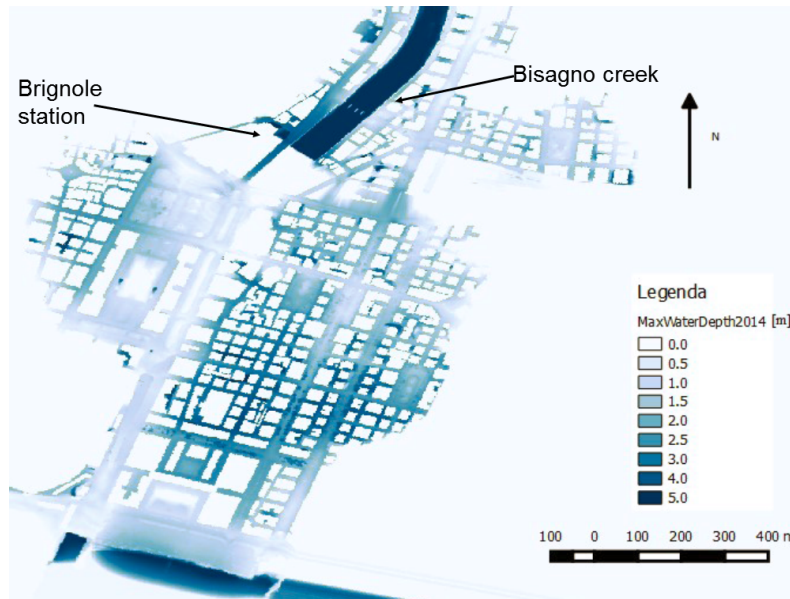 Brignole
station
Bisagno creek
N
Legenda
MaxWaterDepth2014 [m]
0.0
0.5
1.0
1.5
2.0
2.5
3.0
4.0
5.0
100 0 100 200 300 400 m